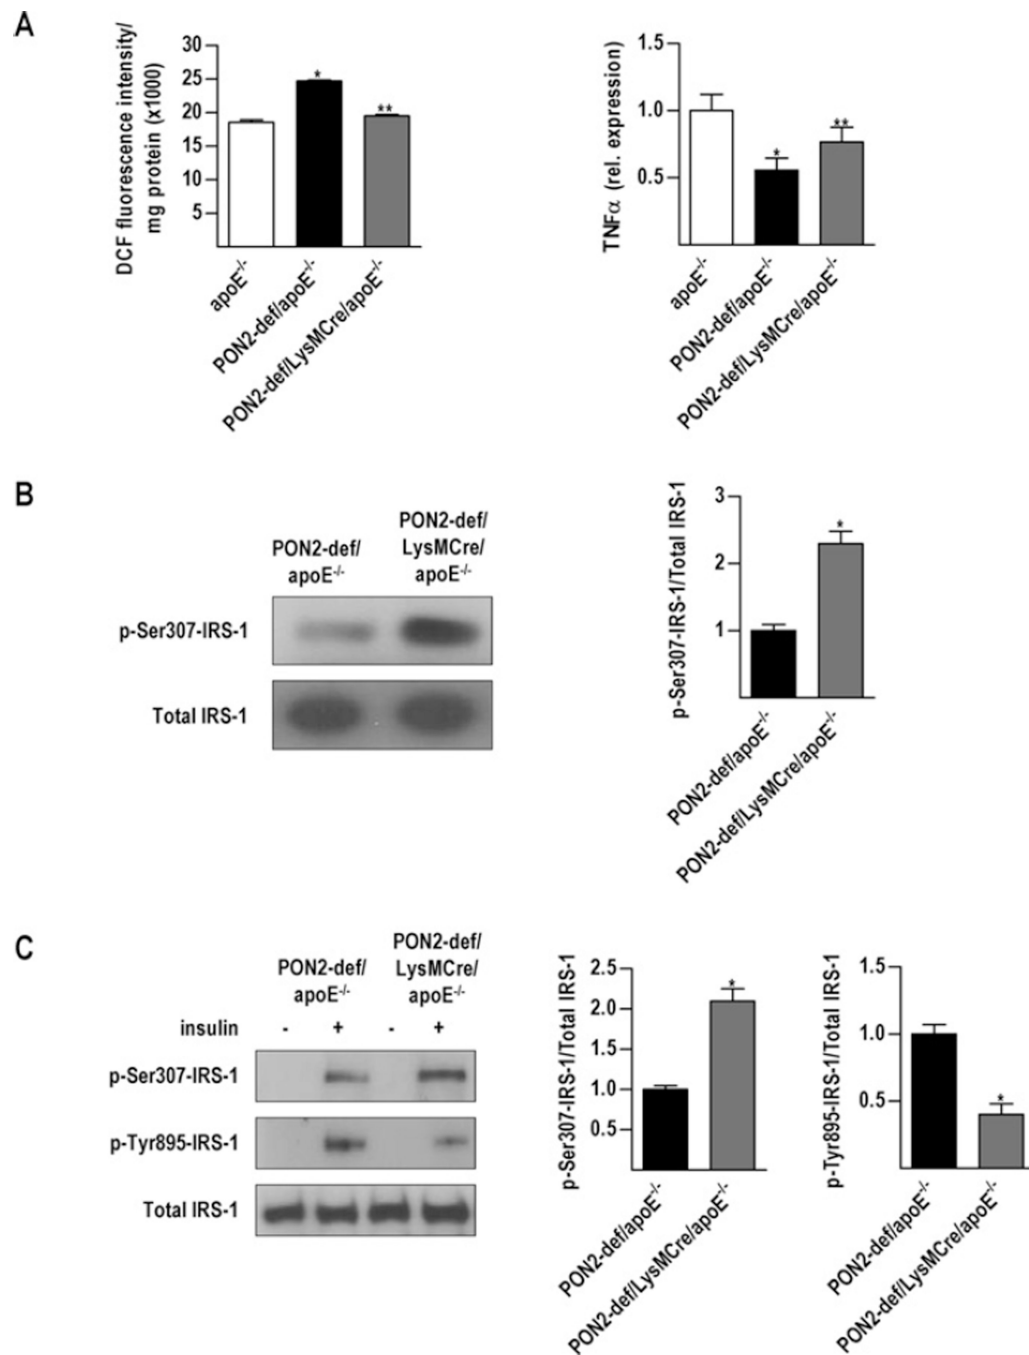 A
DCF fluorescence intensity/
mg protein (x1000)
30
25
20
15
10
5
*
**
apoE-/-
PON2-def/apoE-/-
PON2-def/LysMCre/apoE-/-
TNFα (rel. expression)
1.5
1.0
0.5
*
**
apoE-/-
PON2-def/apoE-/-
PON2-def/LysMCre/apoE-/-
B
PON2-def/
apoE-/-
PON2-def/
LysMCre/
apoE-/-
p-Ser307-IRS-1
Total IRS-1
p-Ser307-IRS-1/Total IRS-1
3
2
1
*
PON2-def/apoE-/-
PON2-def/LysMCre/apoE-/-
C
PON2-def/
apoE-/-
PON2-def/
LysMCre/
apoE-/-
insulin - + - +
p-Ser307-IRS-1
p-Tyr895-IRS-1
Total IRS-1
p-Ser307-IRS-1/Total IRS-1
2.5
2.0
1.5
1.0
0.5
*
PON2-def/apoE-/-
PON2-def/LysMCre/apoE-/-
p-Tyr895-IRS-1/Total IRS-1
1.5
1.0
0.5
*
PON2-def/apoE-/-
PON2-def/LysMCre/apoE-/-